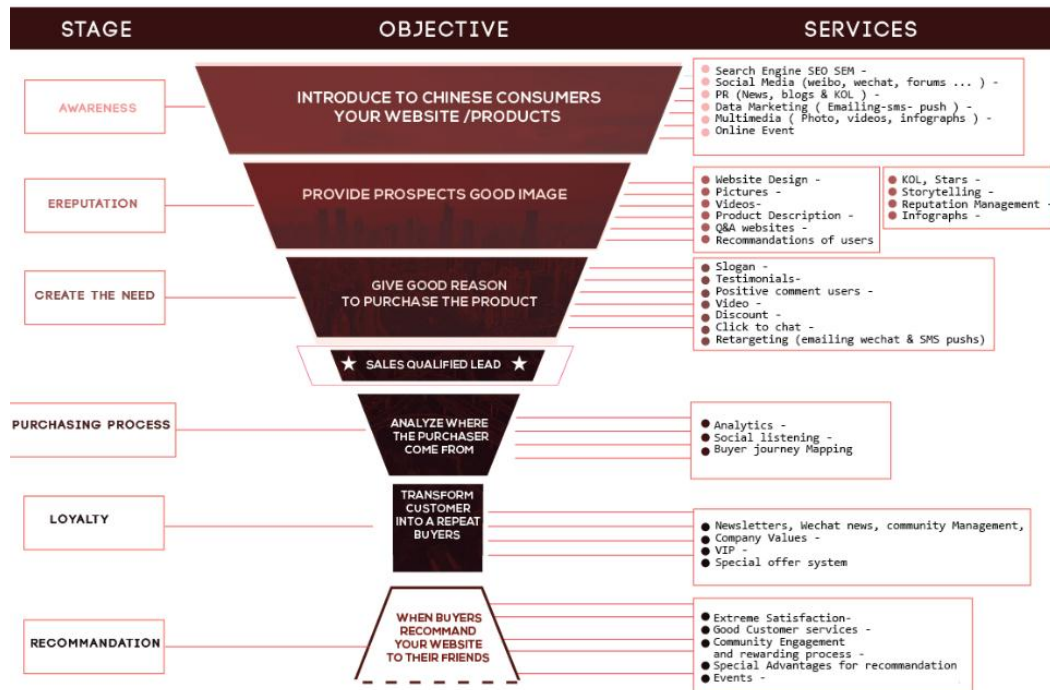 STAGE
OBJECTIVE
SERVICES
AWARENESS
INTRODUCE TO CHINESE CONSUMERS
YOUR WEBSITE /PRODUCTS
Search Engine SEO SEM -
Social Media (weibo, wechat, forums ... ) -
PR (News, blogs & KOL ) -
Data Marketing ( Emailing-sms- push ) -
Multimedia ( Photo, videos, infographs ) -
Online Event
EREPUTATION
PROVIDE PROSPECTS GOOD IMAGE
Website Design -
Pictures -
Videos-
Product Description -
Q&A websites -
Recommandations of users
KOL, Stars -
Storytelling -
Reputation Management -
Infographs -
CREATE THE NEED
GIVE GOOD REASON
TO PURCHASE THE PRODUCT
Slogan -
Testimonials-
Positive comment users -
Video -
Discount -
Click to chat -
Retargeting (emailing wechat & SMS pushs)
★ SALES QUALIFIED LEAD ★
PURCHASING PROCESS
ANALYZE WHERE
THE PURCHASER
COME FROM
Analytics -
Social listening -
Buyer journey Mapping
LOYALTY
TRANSFORM
CUSTOMER
INTO A REPEAT
BUYERS
Newsletters, Wechat news, community Management,
Company Values -
VIP -
Special offer system
RECOMMANDATION
WHEN BUYERS
RECOMMAND
YOUR WEBSITE
TO THEIR FRIENDS
Extreme Satisfaction-
Good Customer services -
Community Engagement
and rewarding process -
Special Advantages for recommandation
Events -